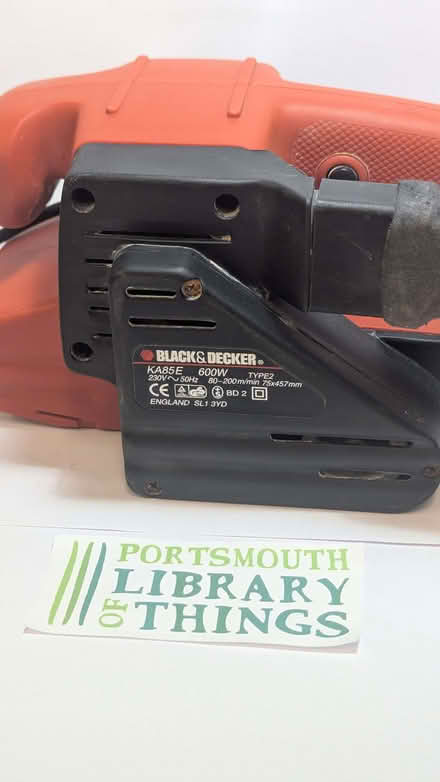 BLACK&DECKER®
KA85E 600W TYPE2
230V~50Hz 80-200m/min 75x457mm
CE BD 2
ENGLAND SL1 3YD
PORTSMOUTH
LIBRARY
OF THINGS